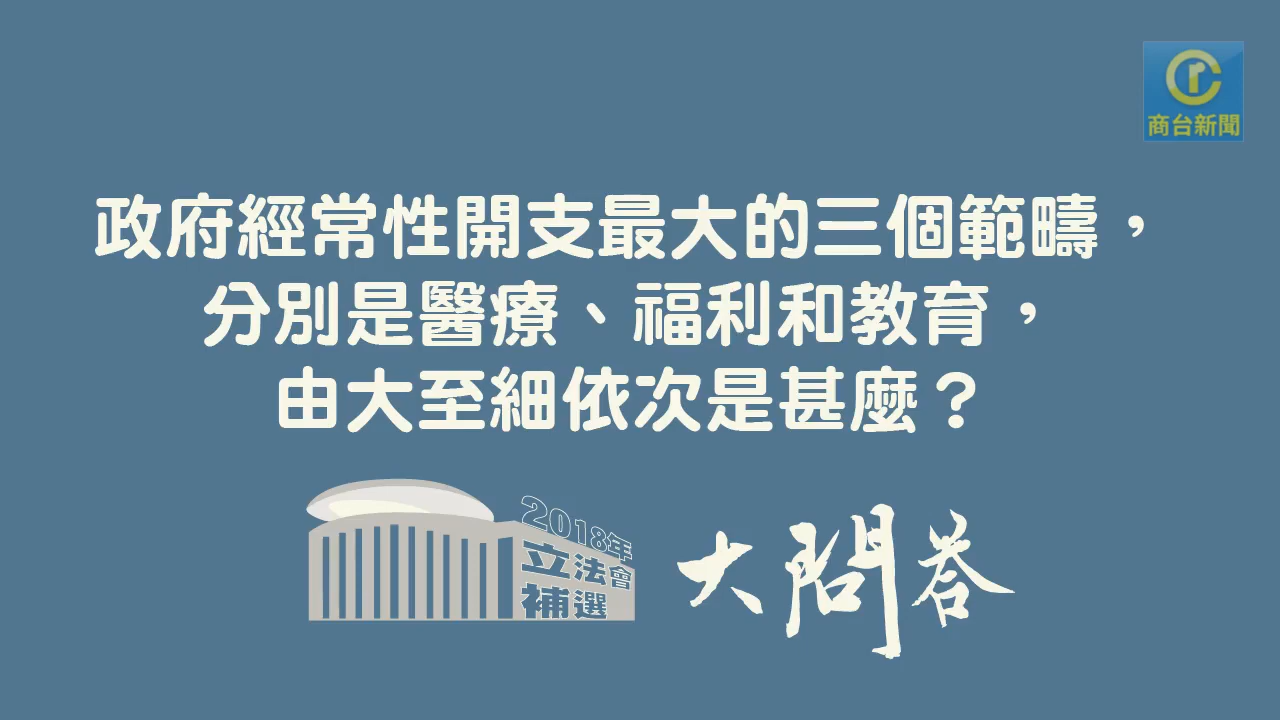 商台新聞
政府經常性開支最大的三個範疇，
分別是醫療、福利和教育，
由大至細依次是甚麼？
2018年
立法會
補選
大問答